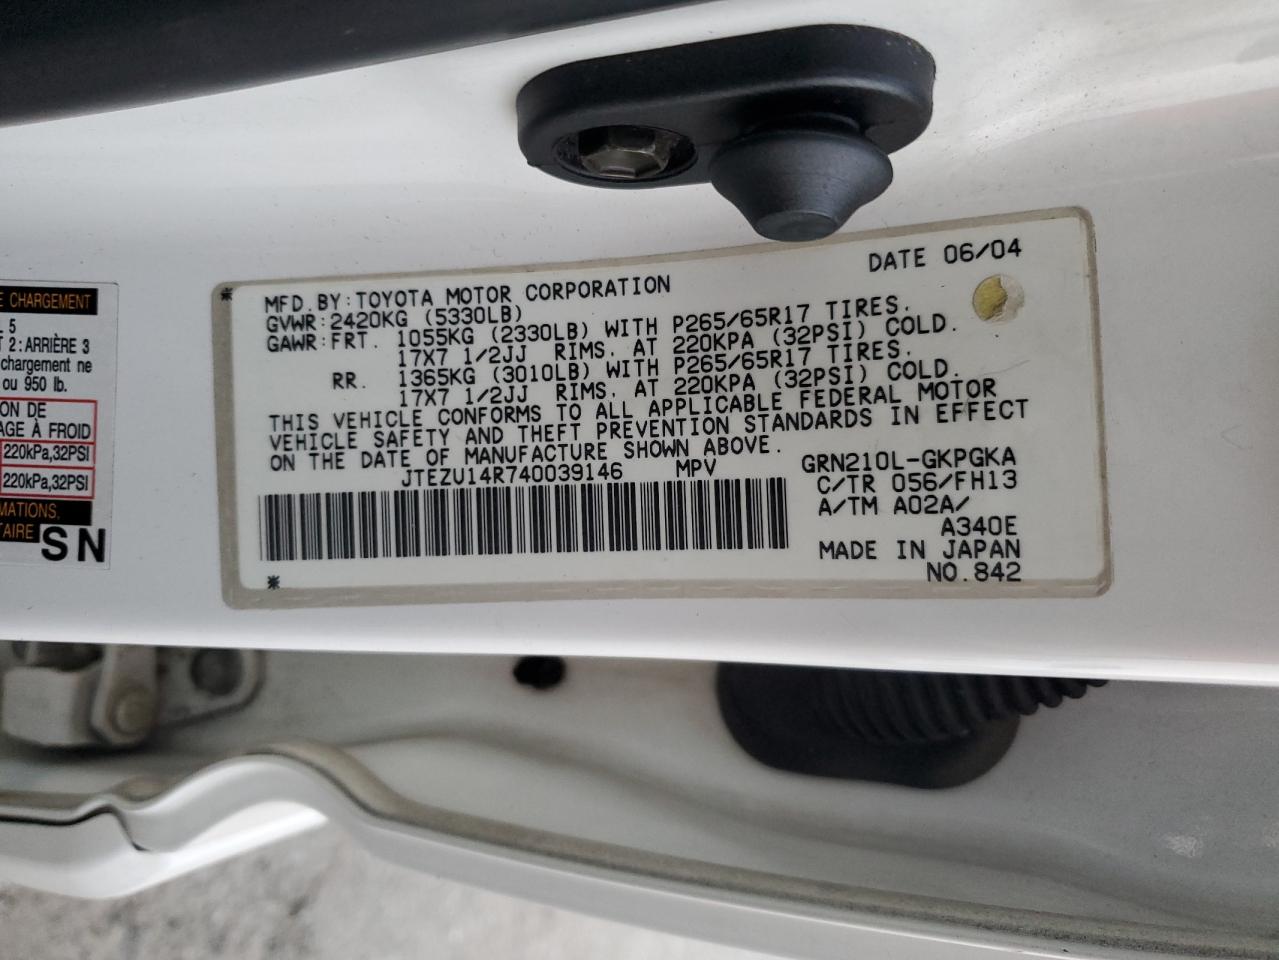 E CHARGEMENT
L 5
T 2: ARRIÈRE 3
chargement ne
ou 950 lb.
ON DE
AGE À FROID
220kPa,32PSI
220kPa,32PSI
MATIONS,
TAIRE
SN
* MFD. BY: TOYOTA MOTOR CORPORATION DATE 06/04
GVWR: 2420KG (5330LB)
GAWR: FRT. 1055KG (2330LB) WITH P265/65R17 TIRES.
17X7 1/2JJ RIMS, AT 220KPA (32PSI) COLD.
RR. 1365KG (3010LB) WITH P265/65R17 TIRES.
17X7 1/2JJ RIMS, AT 220KPA (32PSI) COLD.
THIS VEHICLE CONFORMS TO ALL APPLICABLE FEDERAL MOTOR
VEHICLE SAFETY AND THEFT PREVENTION STANDARDS IN EFFECT
ON THE DATE OF MANUFACTURE SHOWN ABOVE.
JTEZU14R740039146 MPV
GRN210L-GKPGKA
C/TR 056/FH13
A/TM A02A/
A340E
MADE IN JAPAN
* NO. 842